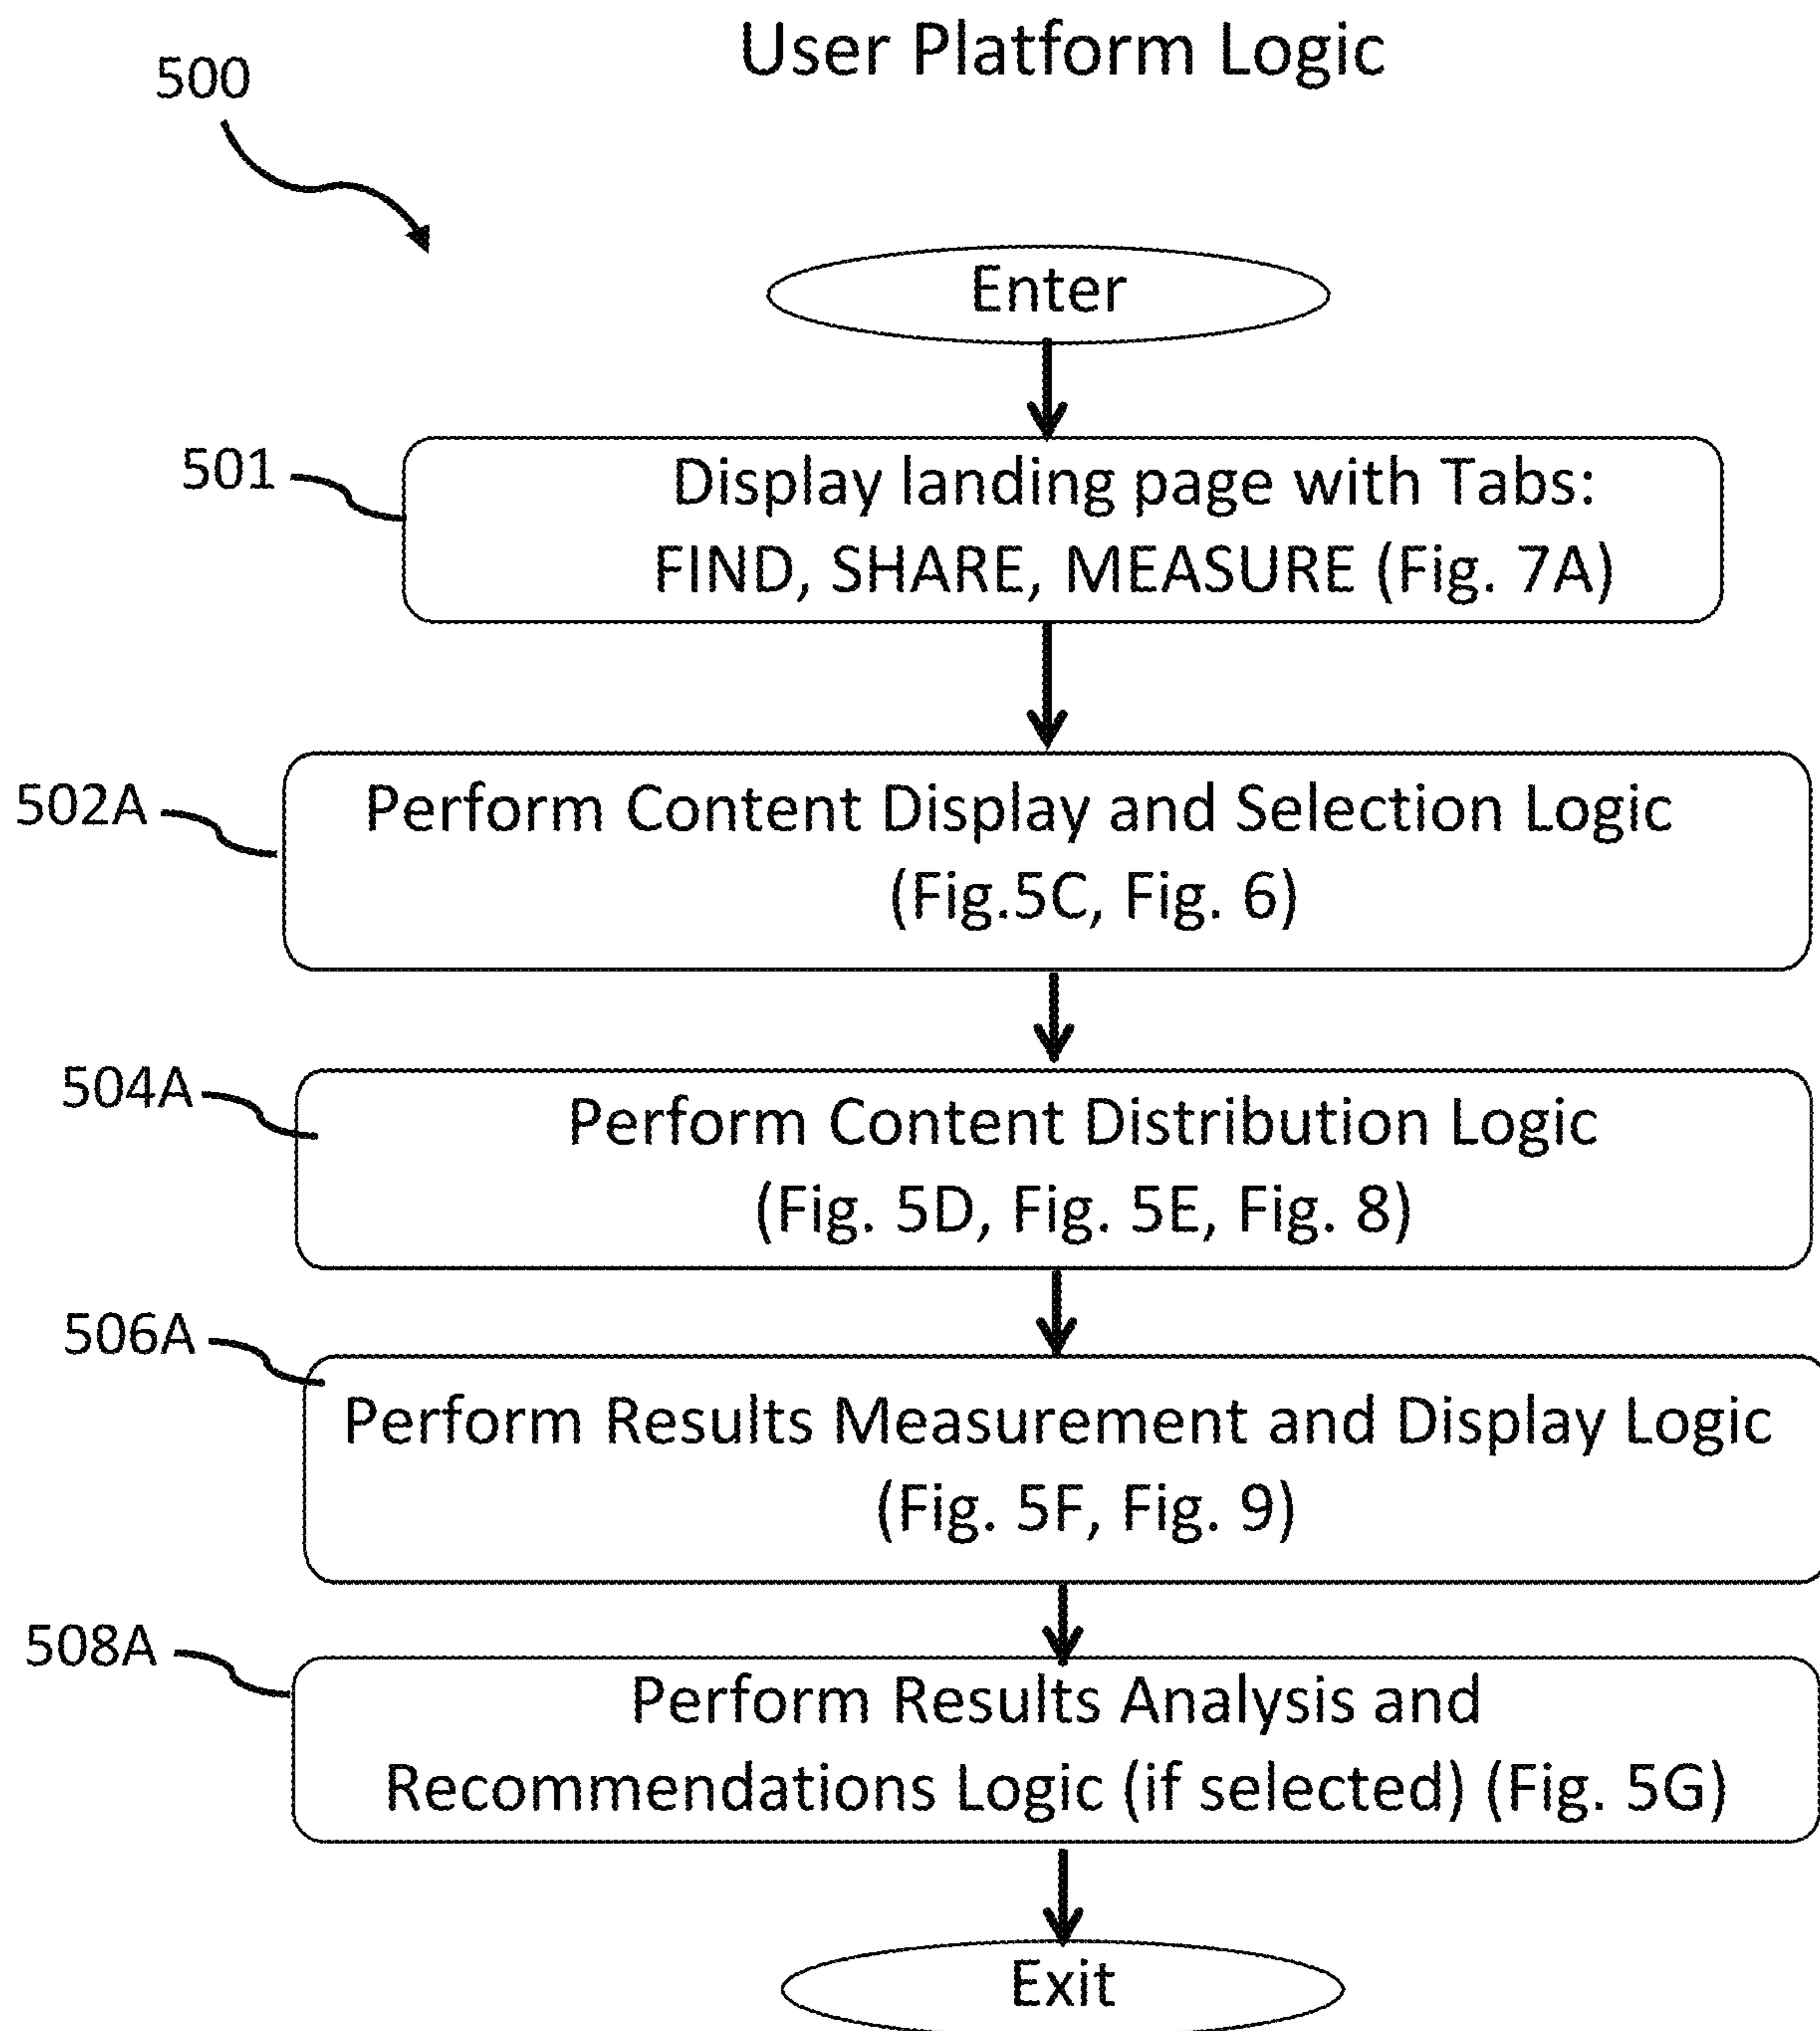 User Platform Logic
500
Enter
501
Display landing page with Tabs:
FIND, SHARE, MEASURE (Fig. 7A)
502A
Perform Content Display and Selection Logic
(Fig.5C, Fig. 6)
504A
Perform Content Distribution Logic
(Fig. 5D, Fig. 5E, Fig. 8)
506A
Perform Results Measurement and Display Logic
(Fig. 5F, Fig. 9)
508A
Perform Results Analysis and
Recommendations Logic (if selected) (Fig. 5G)
Exit